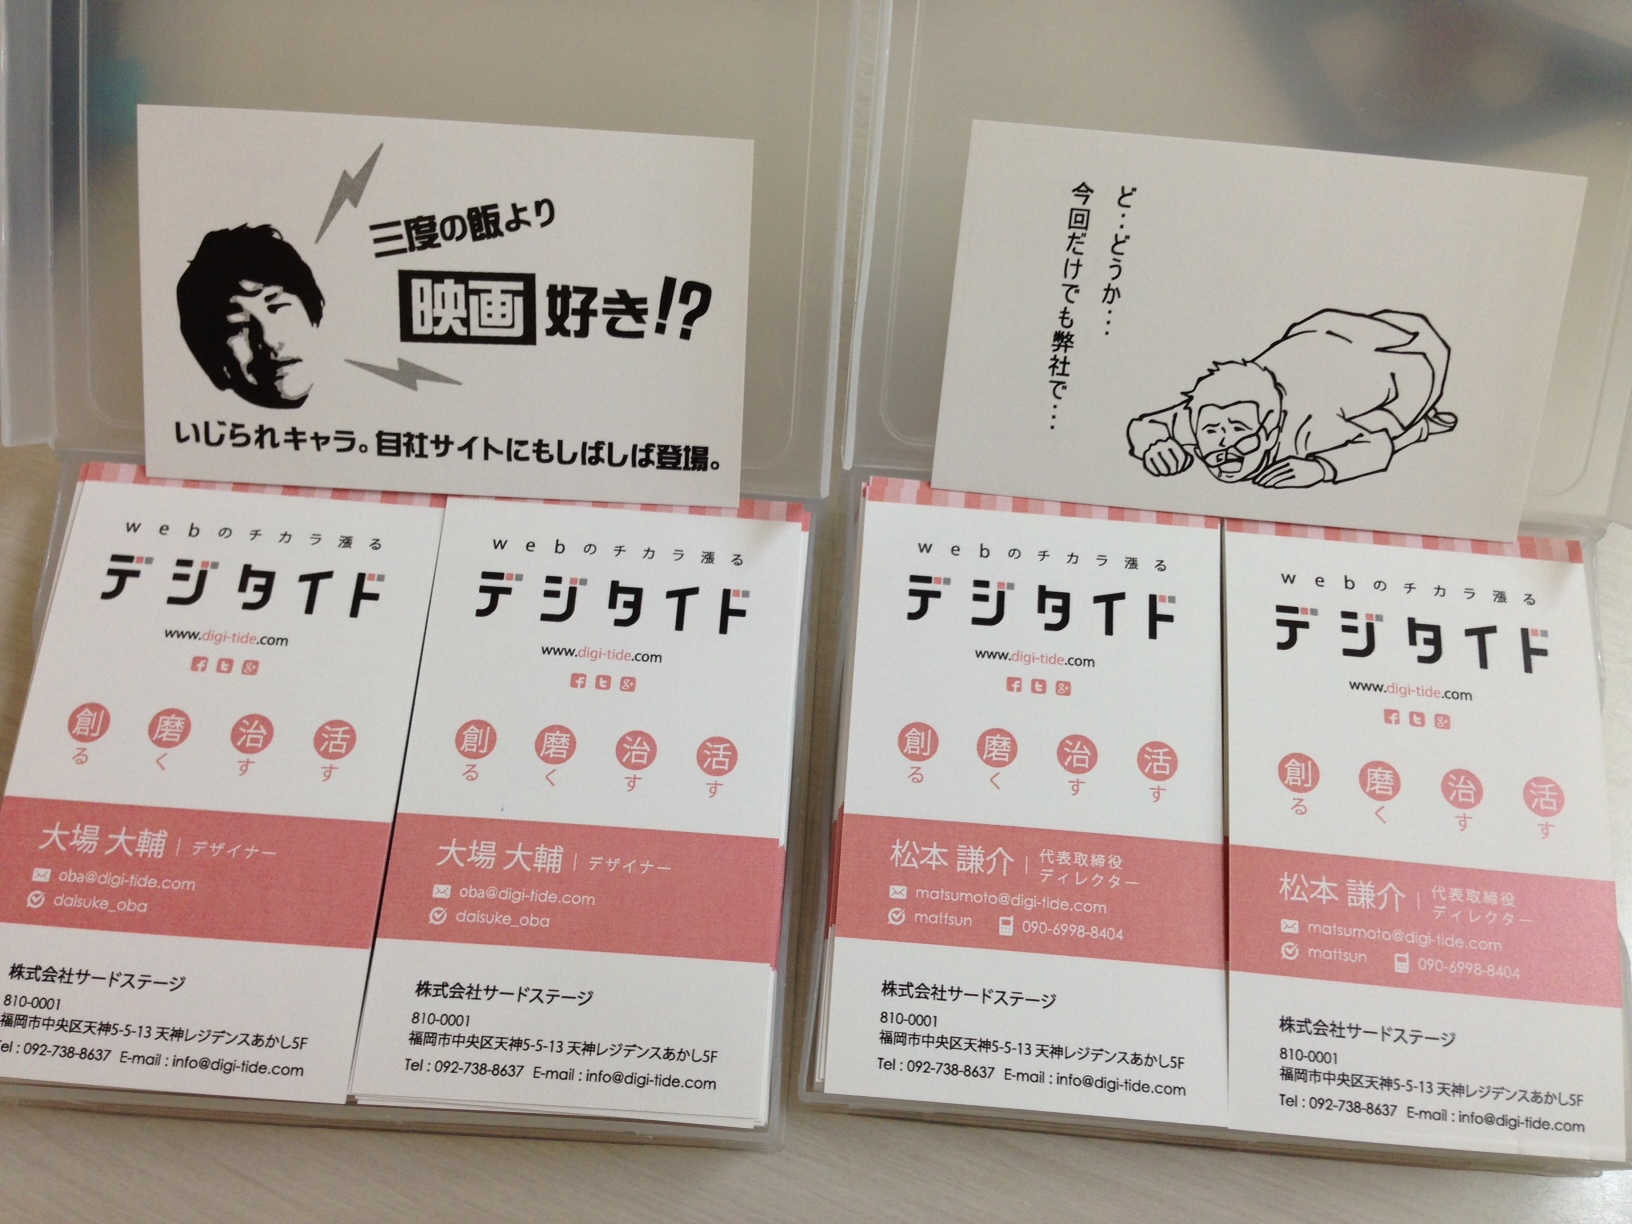 三度の飯より
映画好き!?
いじられキャラ。自社サイトにもしばしば登場。
ど‥どうか…
今回だけでも弊社で…
webのチカラ漲る
デジタイド
www.digi-tide.com
創る 磨く 治す 活す
大場 大輔 | デザイナー
oba@digi-tide.com
daisuke_oba
株式会社サードステージ
810-0001
福岡市中央区天神5-5-13 天神レジデンスあかし5F
Tel : 092-738-8637 E-mail : info@digi-tide.com
webのチカラ漲る
デジタイド
www.digi-tide.com
創る 磨く 治す 活す
大場 大輔 | デザイナー
oba@digi-tide.com
daisuke_oba
株式会社サードステージ
810-0001
福岡市中央区天神5-5-13 天神レジデンスあかし5F
Tel : 092-738-8637 E-mail : info@digi-tide.com
webのチカラ漲る
デジタイド
www.digi-tide.com
創る 磨く 治す 活す
松本 謙介 | 代表取締役
ディレクター
matsumoto@digi-tide.com
mattsun 090-6998-8404
株式会社サードステージ
810-0001
福岡市中央区天神5-5-13 天神レジデンスあかし5F
Tel : 092-738-8637 E-mail : info@digi-tide.com
webのチカラ漲る
デジタイド
www.digi-tide.com
創る 磨く 治す 活す
松本 謙介 | 代表取締役
ディレクター
matsumoto@digi-tide.com
mattsun 090-6998-8404
株式会社サードステージ
810-0001
福岡市中央区天神5-5-13 天神レジデンスあかし5F
Tel : 092-738-8637 E-mail : info@digi-tide.com